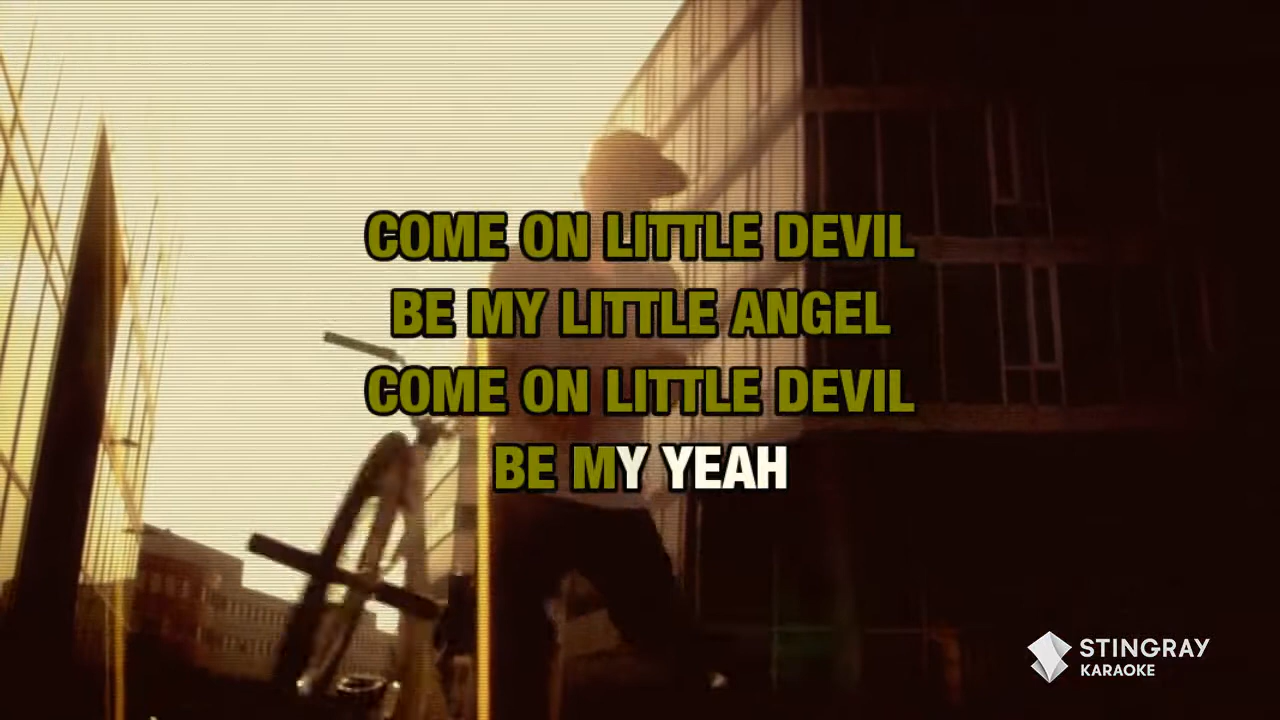 COME ON LITTLE DEVIL
BE MY LITTLE ANGEL
COME ON LITTLE DEVIL
BE MY YEAH
STINGRAY
KARAOKE